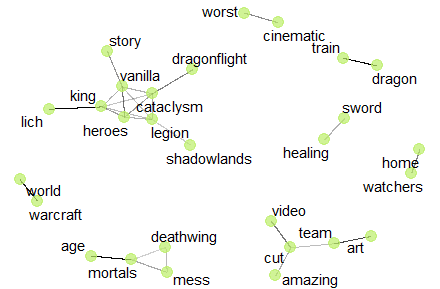 worst
cinematic
story
train
dragonflight
vanilla
dragon
king
cataclysm
sword
lich
heroes
legion
shadowlands
healing
home
watchers
world
warcraft
video
team
deathwing
age
art
cut
mortals
mess
amazing